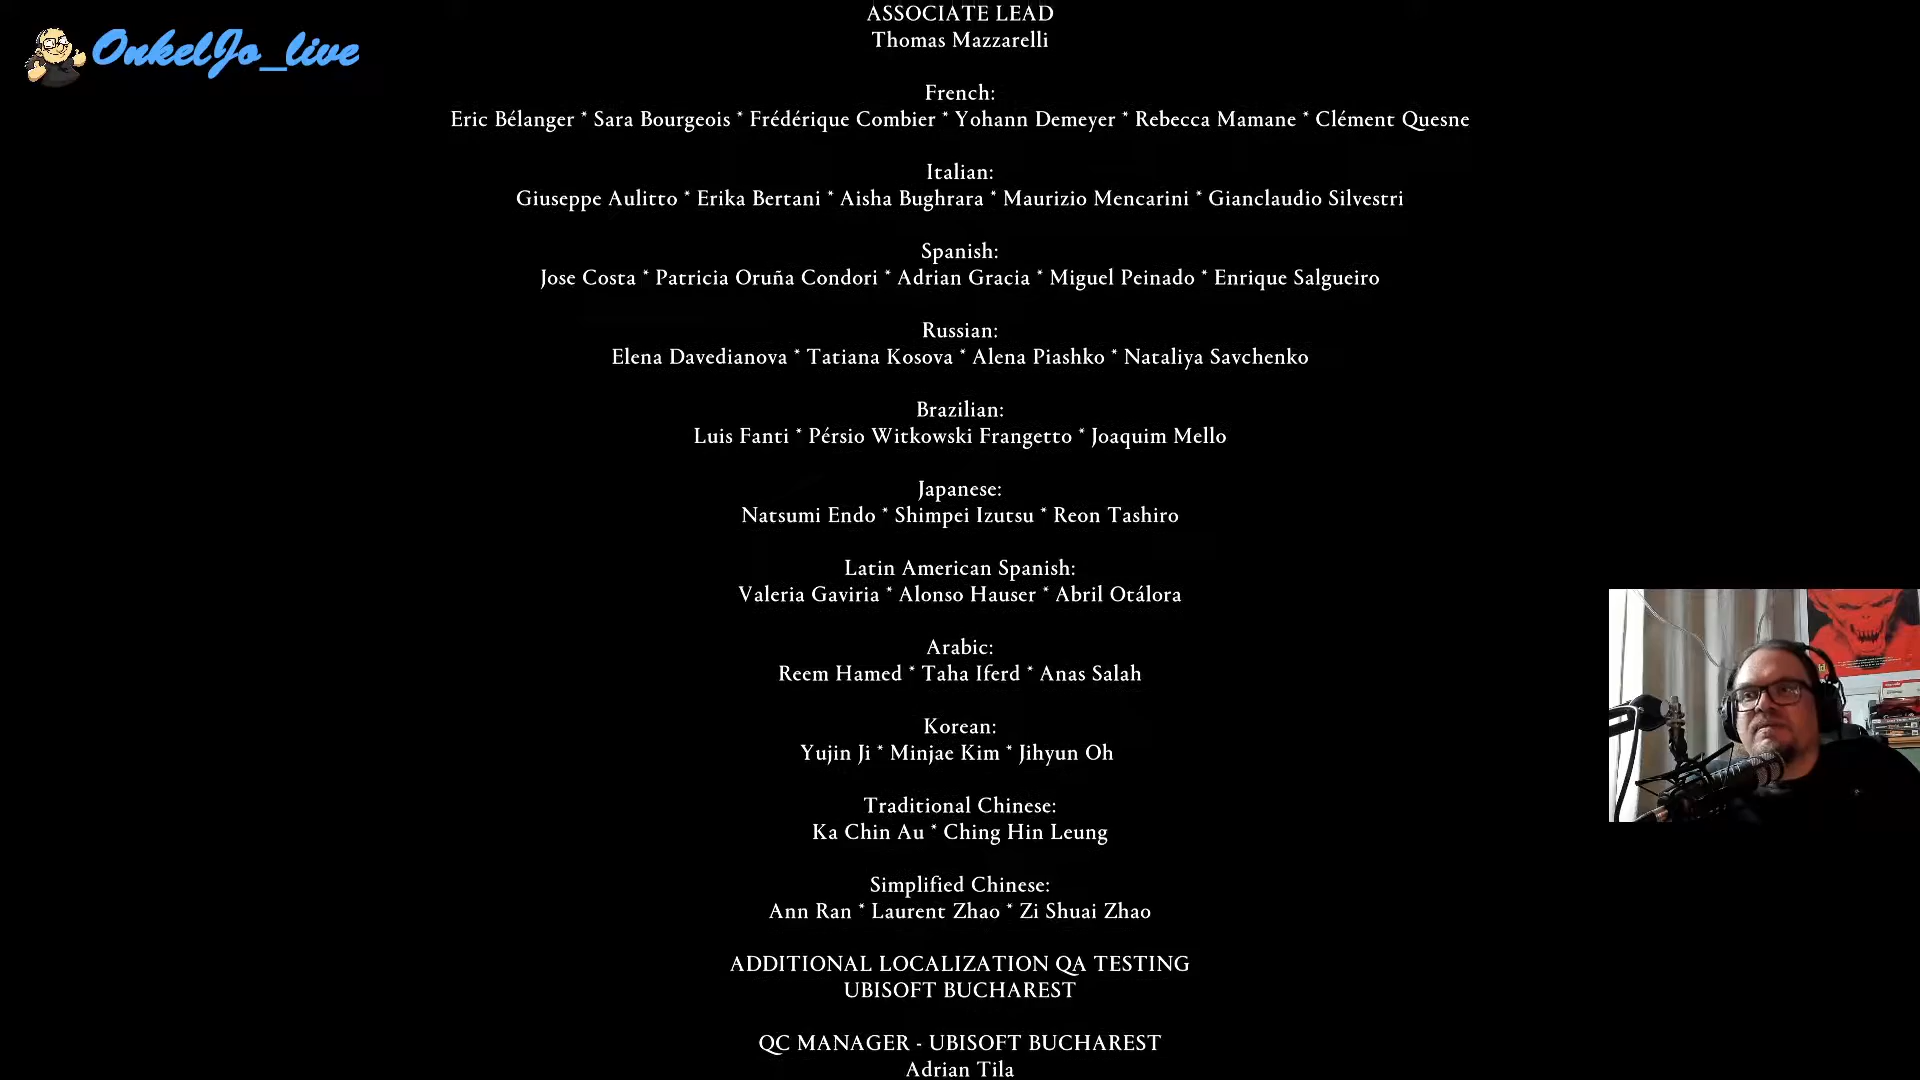 OnkelJo_live
ASSOCIATE LEAD
Thomas Mazzarelli
French:
Eric Bélanger * Sara Bourgeois * Frédérique Combier * Yohann Demeyer * Rebecca Mamane * Clément Quesne
Italian:
Giuseppe Aulitto * Erika Bertani * Aisha Bughrara * Maurizio Mencarini * Gianclaudio Silvestri
Spanish:
Jose Costa * Patricia Oruña Condori * Adrian Gracia * Miguel Peinado * Enrique Salgueiro
Russian:
Elena Davedianova * Tatiana Kosova * Alena Piashko * Nataliya Savchenko
Brazilian:
Luis Fanti * Pérsio Witkowski Frangetto * Joaquim Mello
Japanese:
Natsumi Endo * Shimpei Izutsu * Reon Tashiro
Latin American Spanish:
Valeria Gaviria * Alonso Hauser * Abril Otálora
Arabic:
Reem Hamed * Taha Iferd * Anas Salah
Korean:
Yujin Ji * Minjae Kim * Jihyun Oh
Traditional Chinese:
Ka Chin Au * Ching Hin Leung
Simplified Chinese:
Ann Ran * Laurent Zhao * Zi Shuai Zhao
ADDITIONAL LOCALIZATION QA TESTING
UBISOFT BUCHAREST
QC MANAGER - UBISOFT BUCHAREST
Adrian Tila